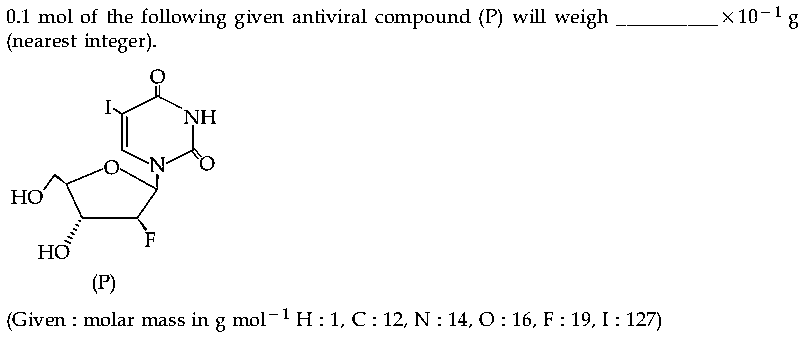 0.1 mol of the following given antiviral compound (P) will weigh __________ × 10⁻¹ g
(nearest integer).
O
I
NH
O
N
O
HO
F
HO
(P)
(Given : molar mass in g mol⁻¹ H : 1, C : 12, N : 14, O : 16, F : 19, I : 127)